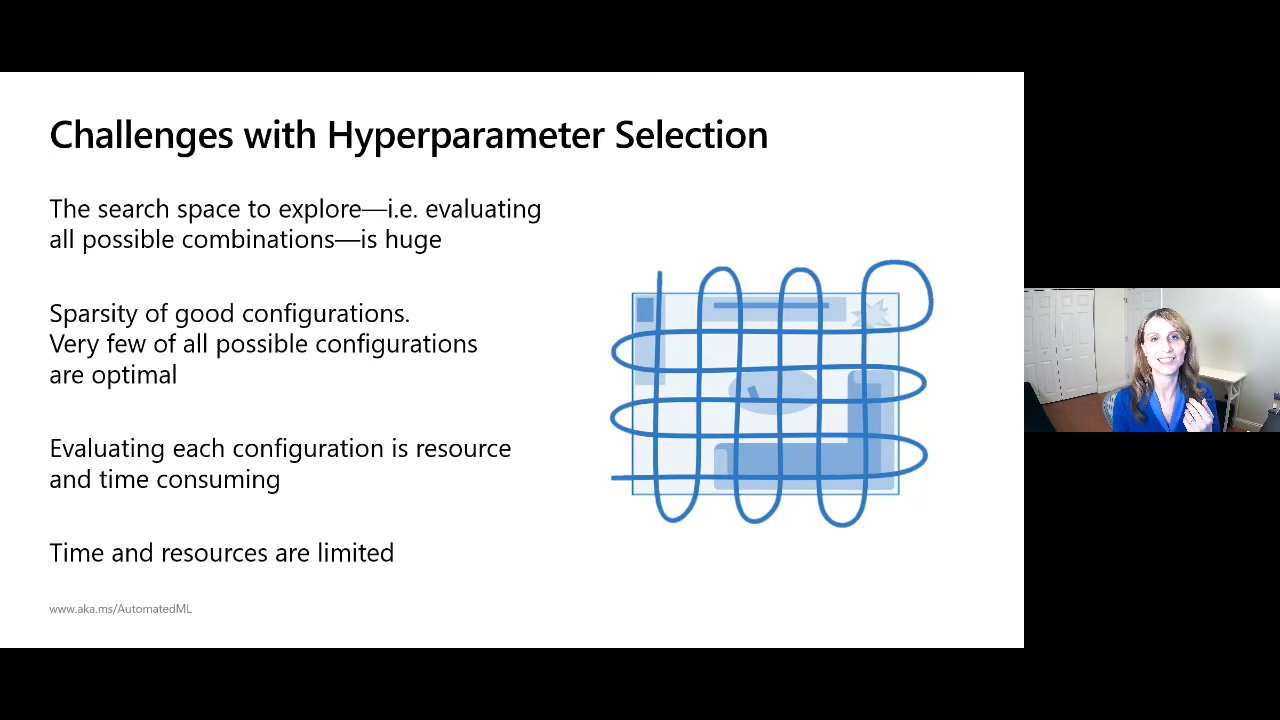 Challenges with Hyperparameter Selection
The search space to explore—i.e. evaluating
all possible combinations—is huge
Sparsity of good configurations.
Very few of all possible configurations
are optimal
Evaluating each configuration is resource
and time consuming
Time and resources are limited
www.aka.ms/AutomatedML